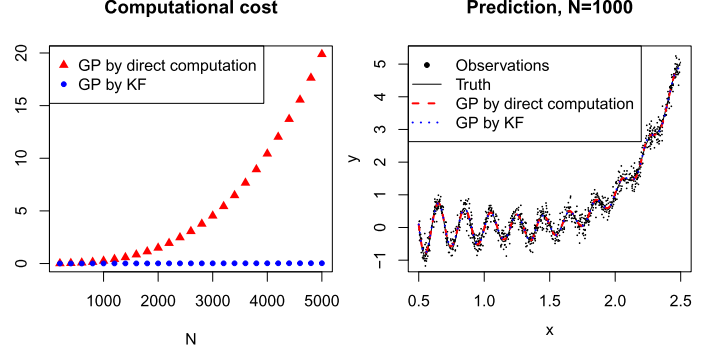 Computational cost
GP by direct computation
GP by KF
20
15
10
5
0
1000 2000 3000 4000 5000
N
Prediction, N=1000
Observations
Truth
GP by direct computation
GP by KF
5
4
3
2
1
0
−1
y
0.5 1.0 1.5 2.0 2.5
x